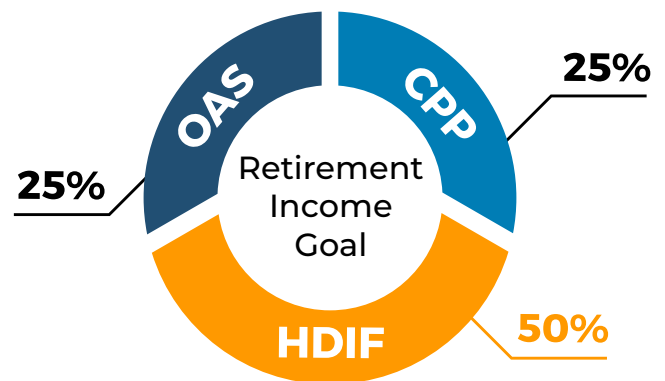 25%
OAS
CPP
25%
Retirement
Income
Goal
HDIF
50%